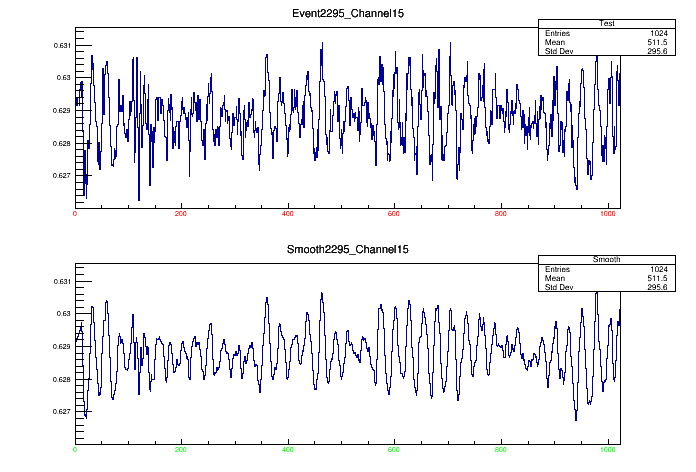 Event2295_Channel15
Test
Entries 1024
Mean 511.5
Std Dev 295.6
0.631
0.63
0.629
0.628
0.627
0 200 400 600 800 1000
Smooth2295_Channel15
Smooth
Entries 1024
Mean 511.5
Std Dev 295.6
0.631
0.63
0.629
0.628
0.627
0 200 400 600 800 1000